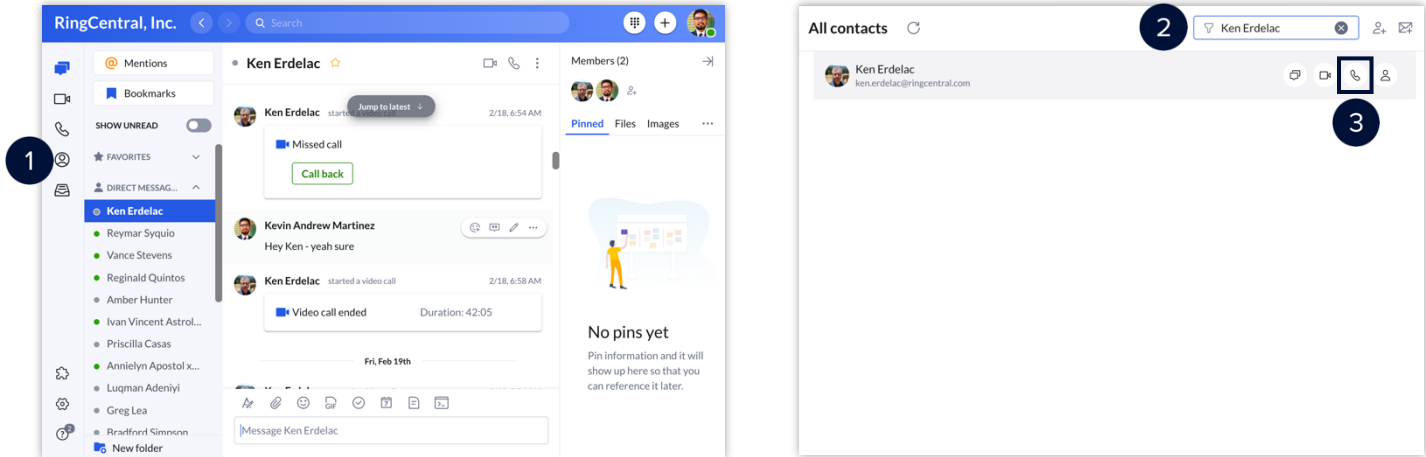 RingCentral, Inc.
Search
Mentions
Bookmarks
SHOW UNREAD
FAVORITES
DIRECT MESSAG...
Ken Erdelac
Reymar Syquio
Vance Stevens
Reginald Quintos
Amber Hunter
Ivan Vincent Astrol...
Priscilla Casas
Annielyn Apostol x...
Luqman Adeniyi
Greg Lea
Bradford Simpson
New folder
1
2
Ken Erdelac
Jump to latest ↓
Ken Erdelac started a video call 2/18, 6:54 AM
Missed call
Call back
Kevin Andrew Martinez
Hey Ken - yeah sure
Ken Erdelac started a video call 2/18, 6:58 AM
Video call ended Duration: 42:05
Fri, Feb 19th
GIF
Message Ken Erdelac
Members (2)
Pinned Files Images ...
No pins yet
Pin information and it will
show up here so that you
can reference it later.
All contacts
2
Ken Erdelac
Ken Erdelac
ken.erdelac@ringcentral.com
3